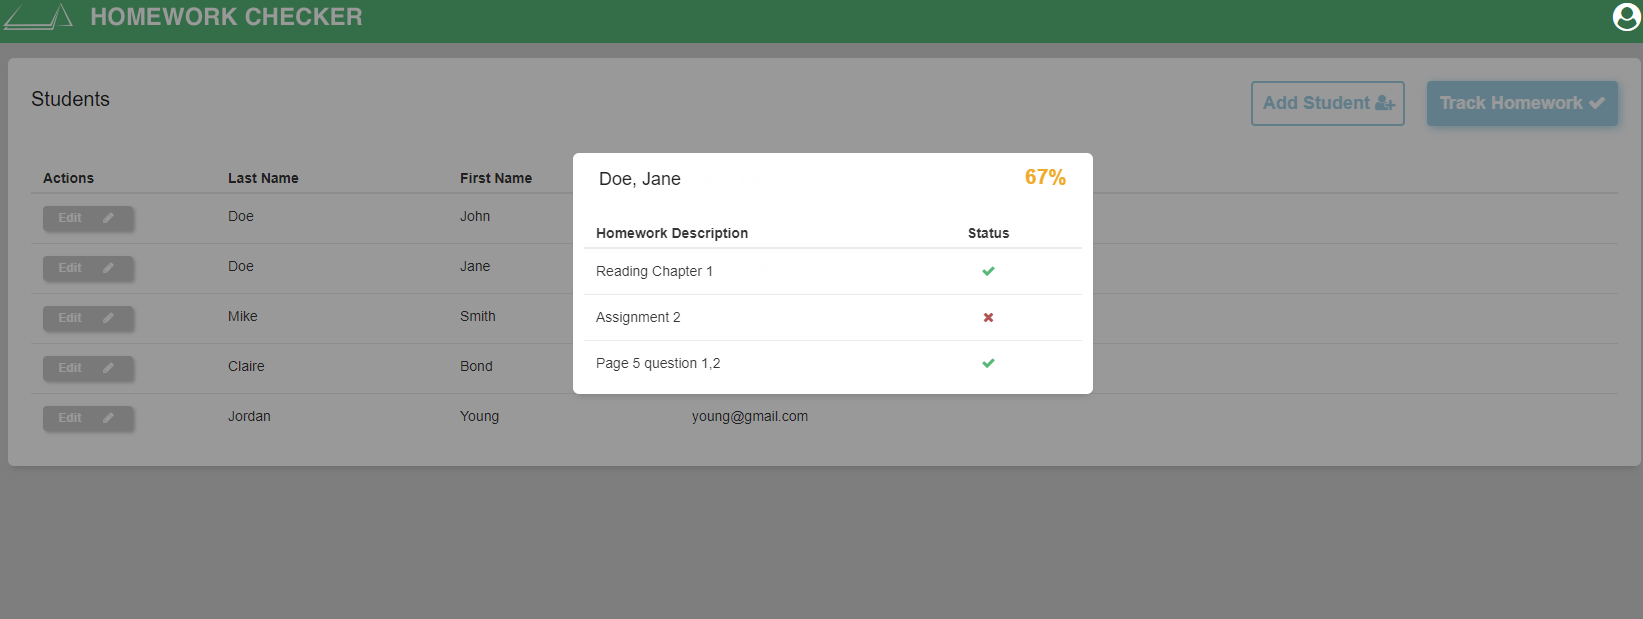 HOMEWORK CHECKER
Students
Add Student
Track Homework
Actions Last Name First Name
Edit Doe John
Edit Doe Jane
Edit Mike Smith
Edit Claire Bond
Edit Jordan Young young@gmail.com
Doe, Jane 67%
Homework Description Status
Reading Chapter 1
Assignment 2
Page 5 question 1,2